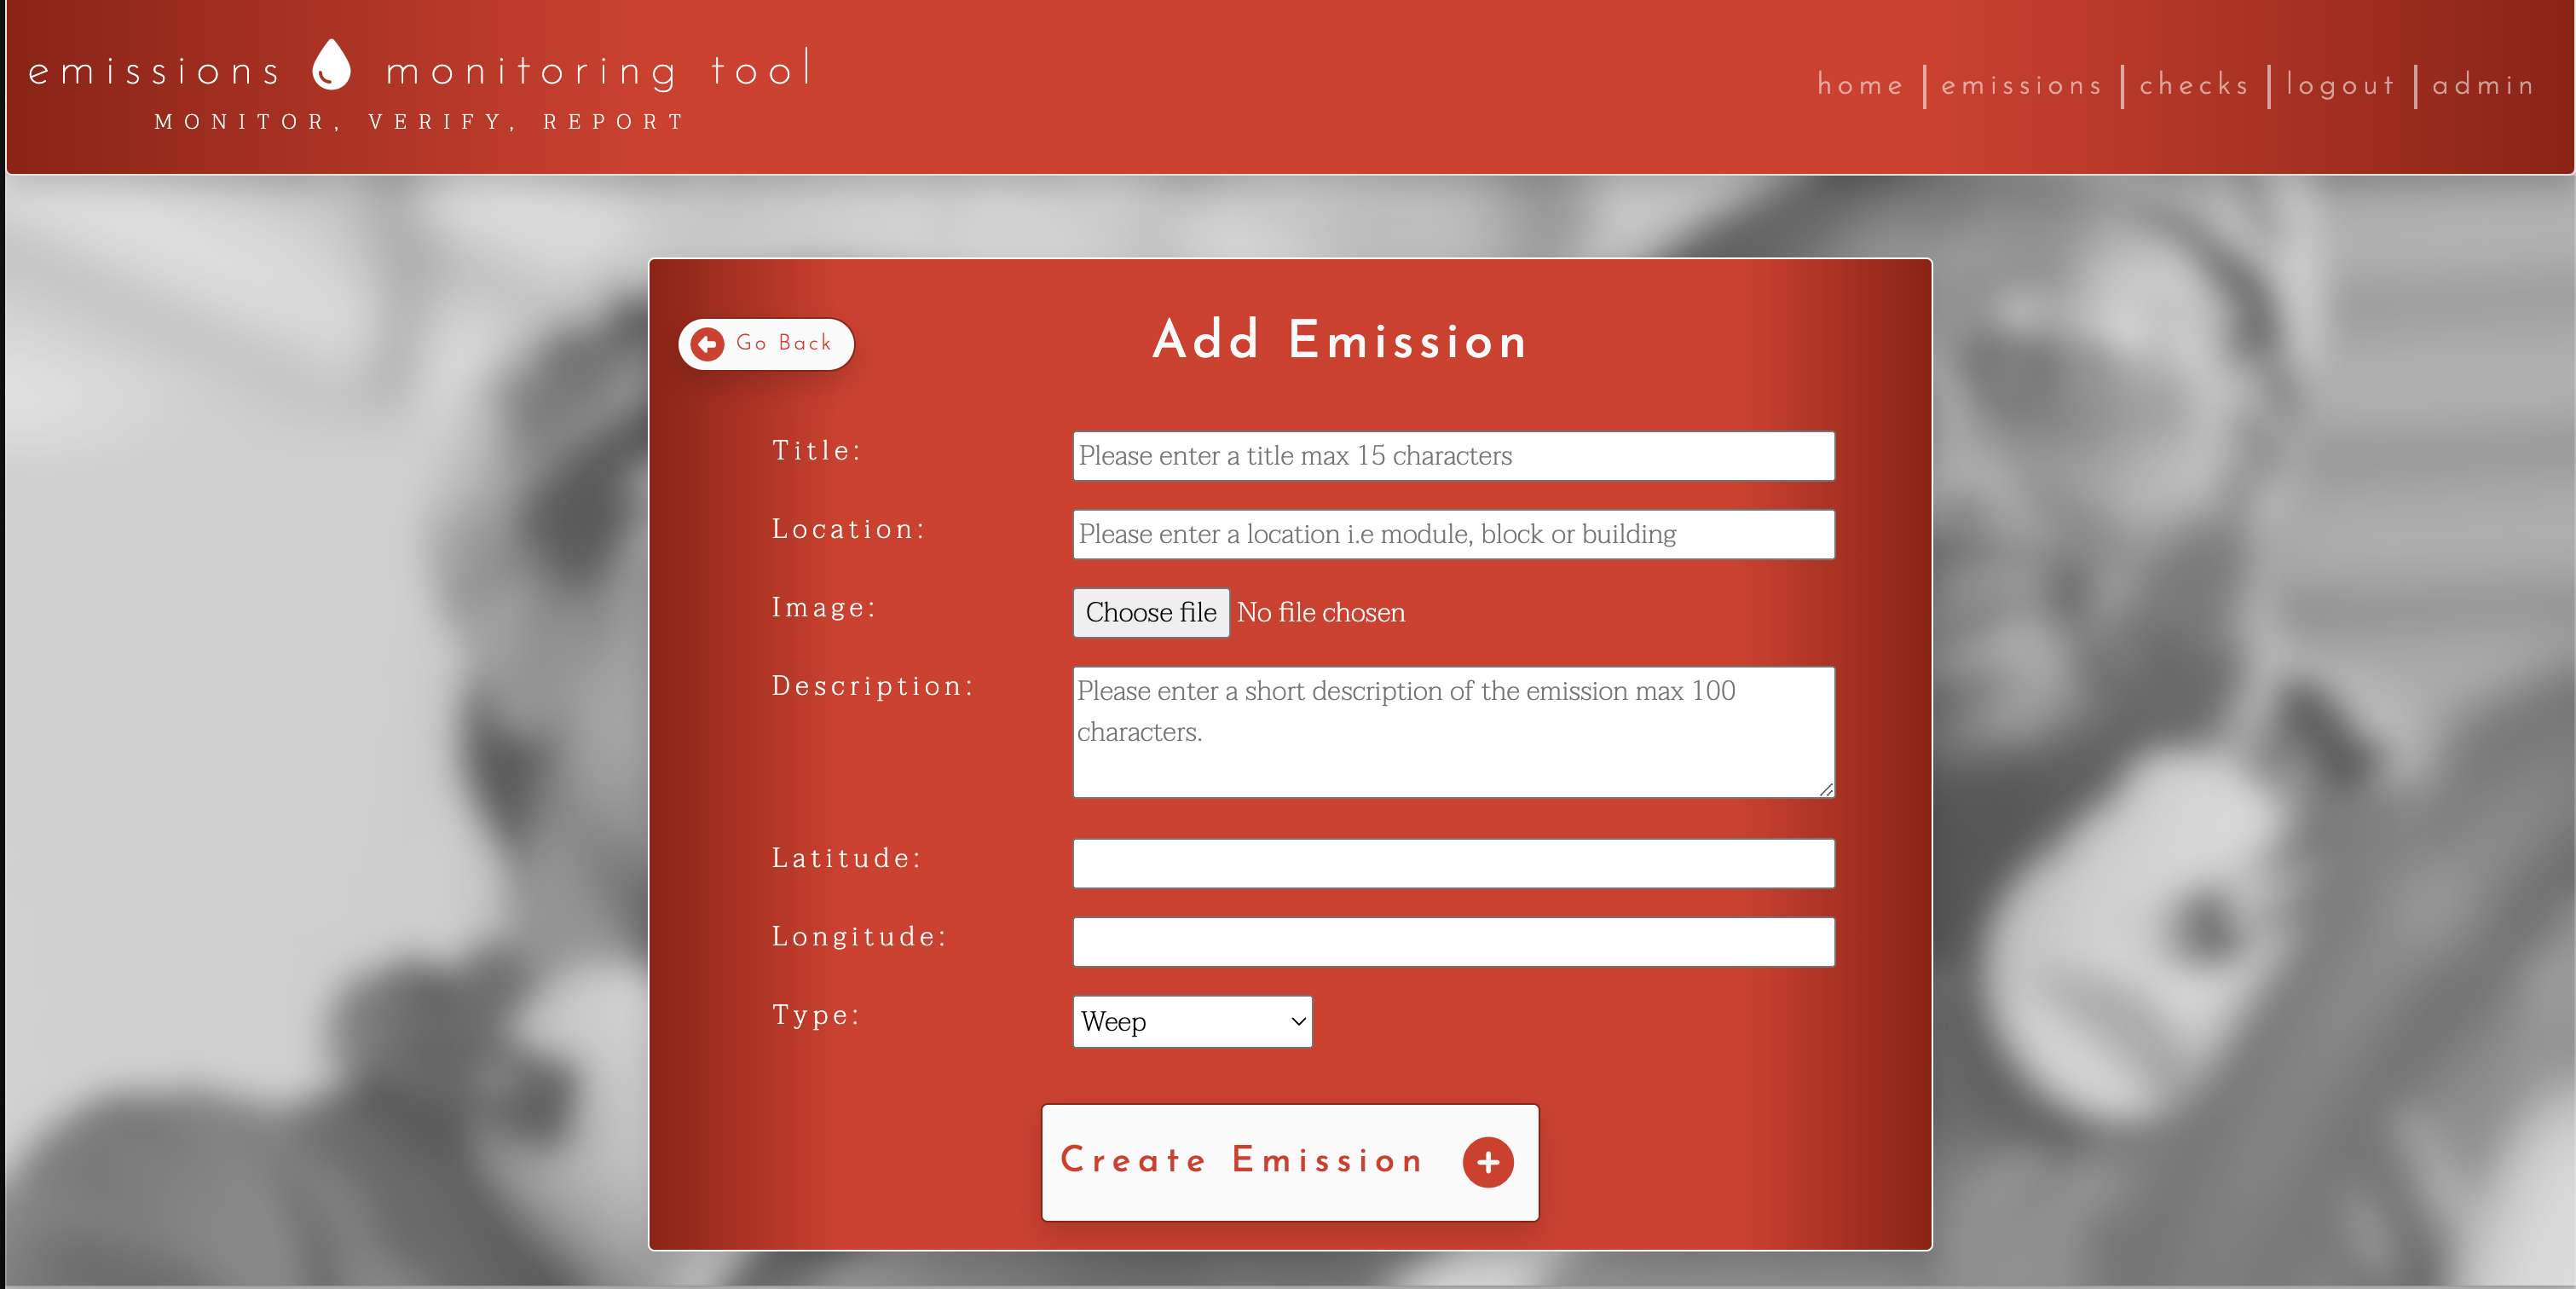 emissions monitoring tool
MONITOR, VERIFY, REPORT
home emissions checks logout admin
Go Back
Add Emission
Title:
Please enter a title max 15 characters
Location:
Please enter a location i.e module, block or building
Image:
Choose file No file chosen
Description:
Please enter a short description of the emission max 100
characters.
Latitude:
Longitude:
Type:
Weep
Create Emission